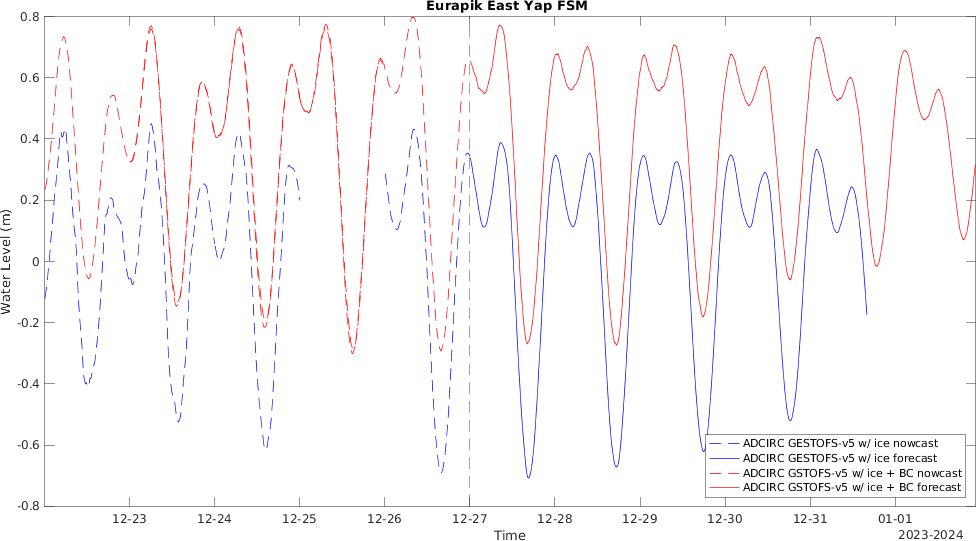 Eurapik East Yap FSM
0.8
0.6
0.4
0.2
0
-0.2
-0.4
-0.6
-0.8
Water Level (m)
12-23
12-24
12-25
12-26
12-27
12-28
12-29
12-30
12-31
01-01
Time
2023-2024
ADCIRC GESTOFS-v5 w/ ice nowcast
ADCIRC GESTOFS-v5 w/ ice forecast
ADCIRC GSTOFS-v5 w/ ice + BC nowcast
ADCIRC GSTOFS-v5 w/ ice + BC forecast